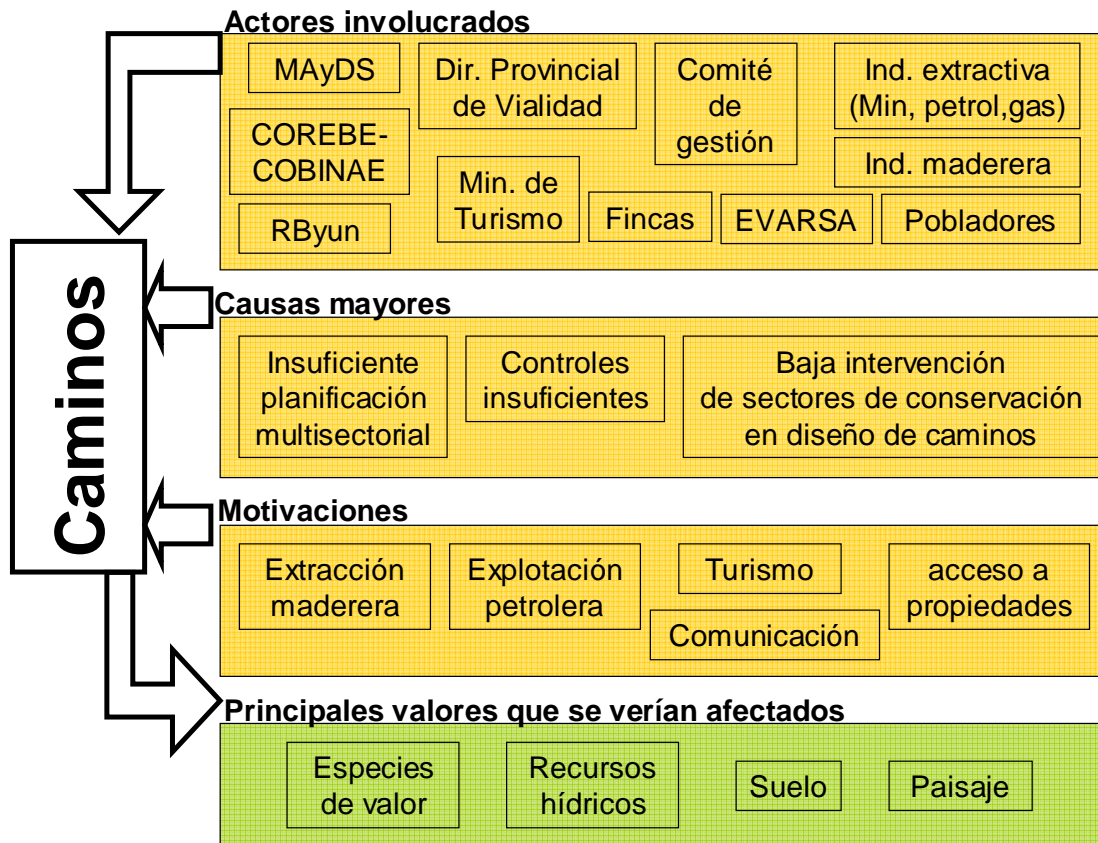 Actores involucrados
MAyDS
Dir. Provincial
de Vialidad
Comité
de
gestión
Ind. extractiva
(Min, petrol,gas)
COREBE-
COBINAE
Ind. maderera
Min. de
Turismo
RByun
Fincas
EVARSA
Pobladores
Caminos
Causas mayores
Insuficiente
planificación
multisectorial
Controles
insuficientes
Baja intervención
de sectores de conservación
en diseño de caminos
Motivaciones
Extracción
maderera
Explotación
petrolera
Turismo
Comunicación
acceso a
propiedades
Principales valores que se verían afectados
Especies
de valor
Recursos
hídricos
Suelo
Paisaje